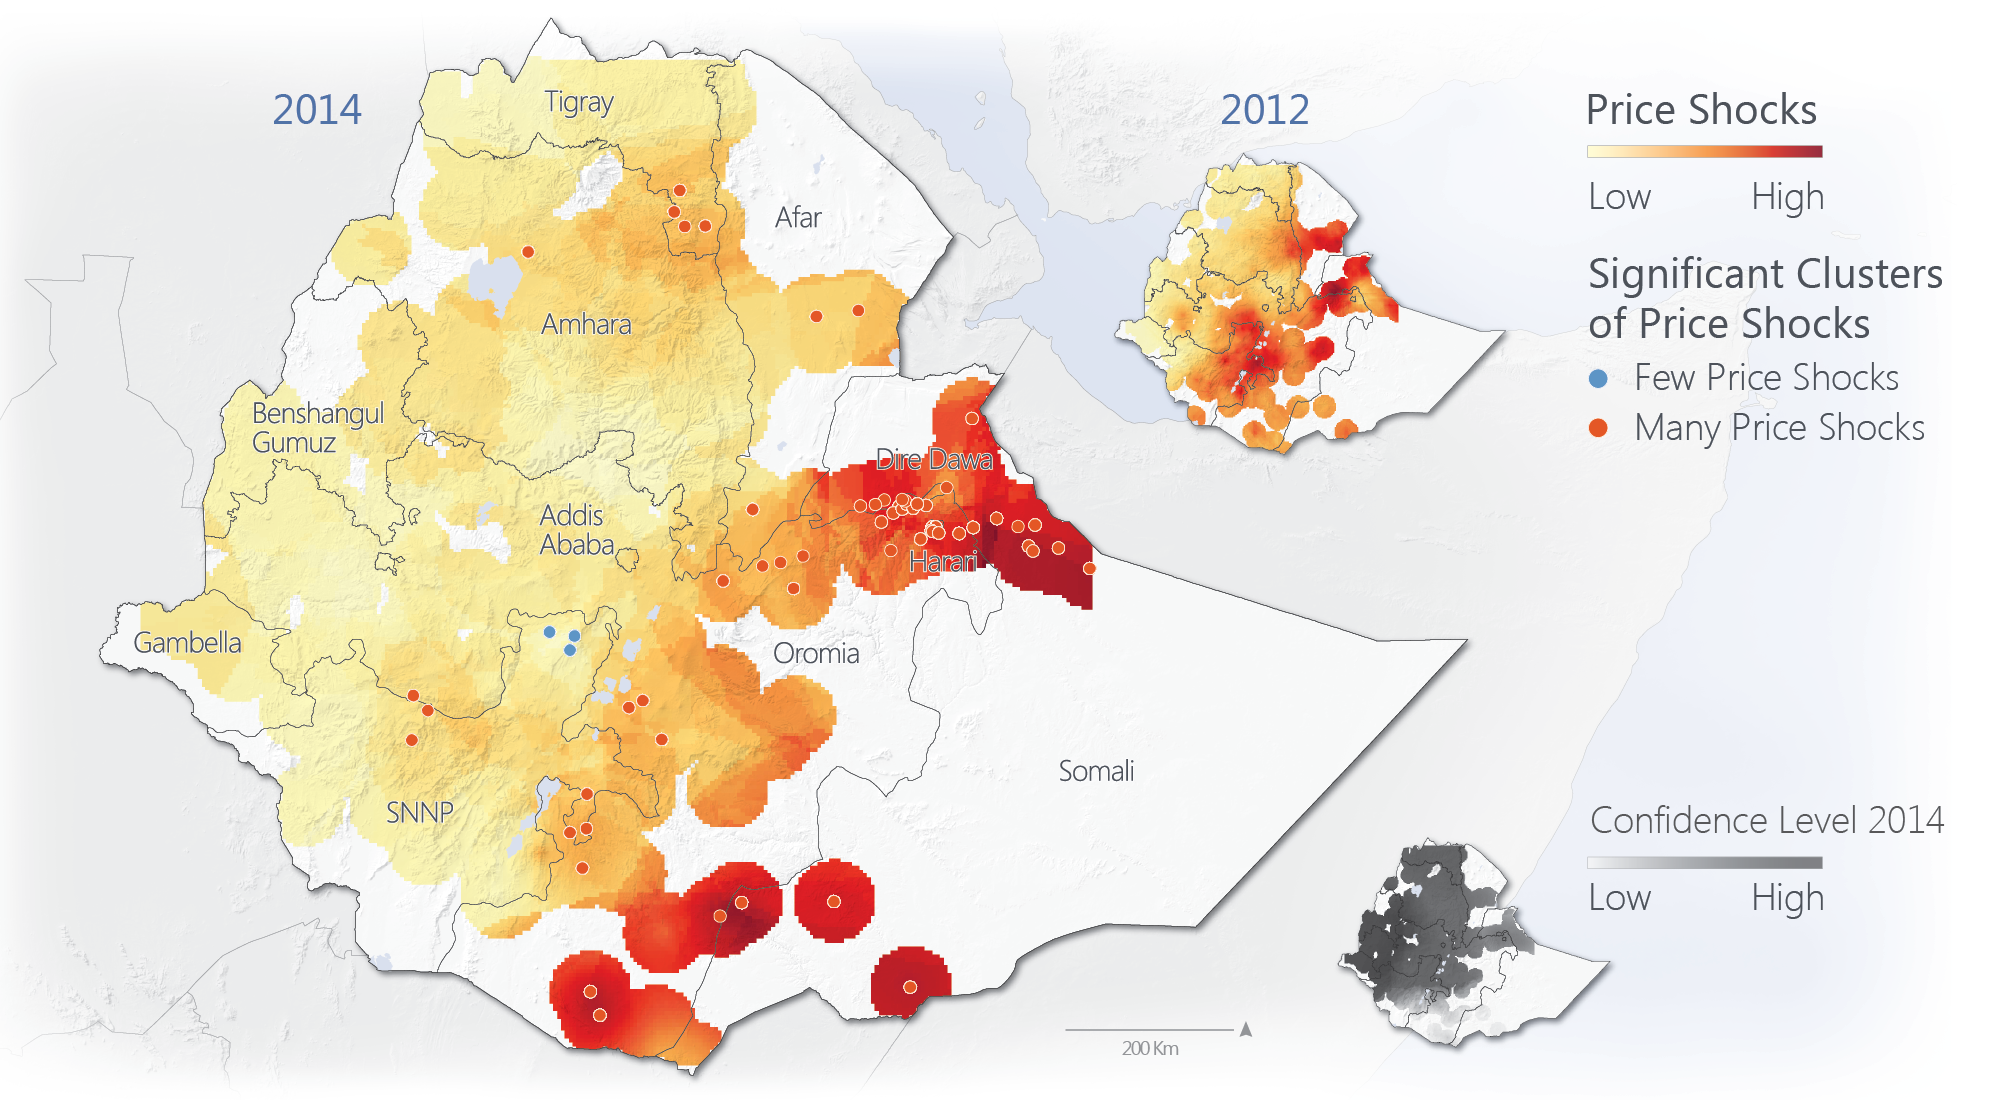 2014
2012
Price Shocks
Low High
Significant Clusters
of Price Shocks
Few Price Shocks
Many Price Shocks
Tigray
Afar
Amhara
Benshangul
Gumuz
Dire Dawa
Addis
Ababa
Harari
Gambella
Oromia
Somali
SNNP
200 Km
Confidence Level 2014
Low High